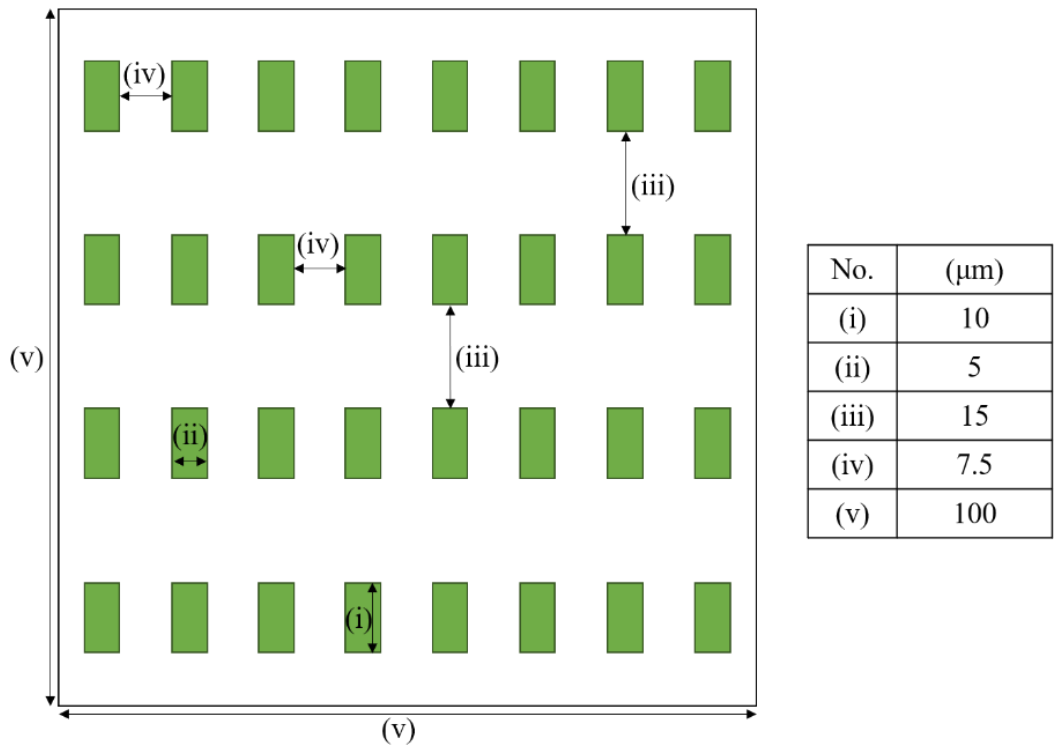 (iv)
(iii)
(iv)
(v)
(iii)
(ii)
(i)
(v)
No. (μm)
(i) 10
(ii) 5
(iii) 15
(iv) 7.5
(v) 100